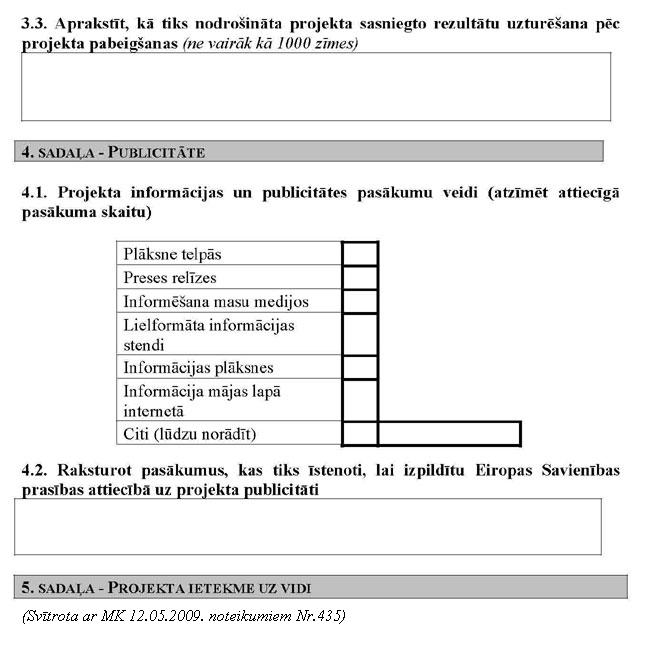 3.3. Aprakstīt, kā tiks nodrošināta projekta sasniegto rezultātu uzturēšana pēc
projekta pabeigšanas (ne vairāk kā 1000 zīmes)
4. SADAĻA - PUBLICITĀTE
4.1. Projekta informācijas un publicitātes pasākumu veidi (atzīmēt attiecīgā
pasākuma skaitu)
Plāksne telpās
Preses relīzes
Informēšana masu medijos
Lielformāta informācijas
stendi
Informācijas plāksnes
Informācija mājas lapā
internetā
Citi (lūdzu norādīt)
4.2. Raksturot pasākumus, kas tiks īstenoti, lai izpildītu Eiropas Savienības
prasības attiecībā uz projekta publicitāti
5. SADAĻA - PROJEKTA IETEKME UZ VIDI
(Svītrota ar MK 12.05.2009. noteikumiem Nr.435)